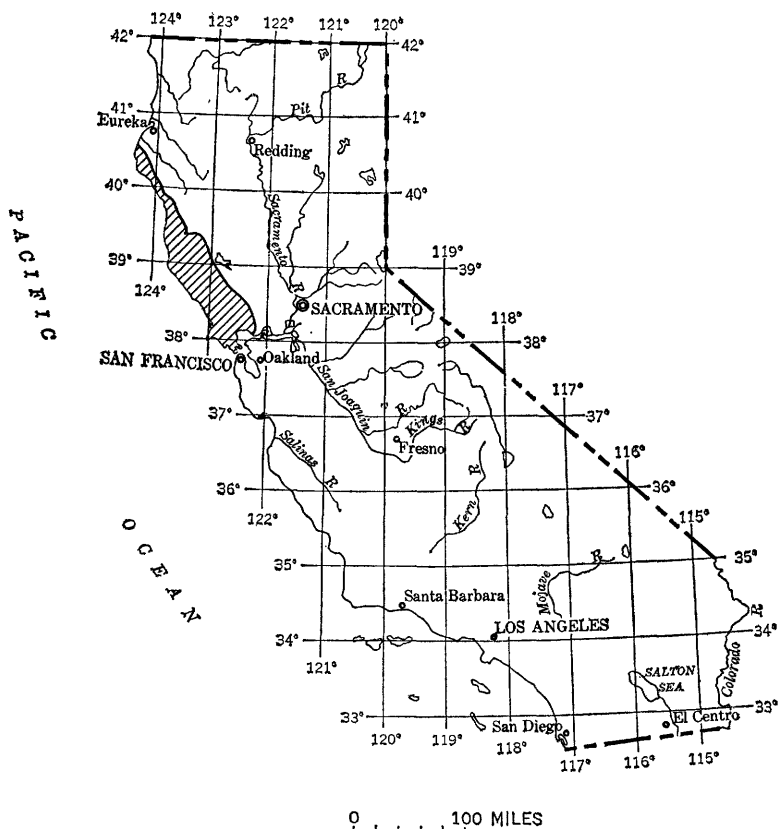 124° 123° 122° 121° 120°
42° 42°
R
Pit
41° 41°
Eureka
Redding
40° 40°
Sacramento
PACIFIC
119°
39° 39°
124°
R
SACRAMENTO
118°
38° 38°
SAN FRANCISCO Oakland
San Joaquin
117°
37° 37°
R
Kings
R
Fresno
Salinas
R
116°
36° 36°
122°
R
Kern
115°
OCEAN
35° 35°
R
Mojave
Santa Barbara
LOS ANGELES
R
34° 34°
121°
SALTON
SEA
Colorado
33° 33°
San Diego El Centro
120° 119° 118° 117° 116° 115°
0 100 MILES